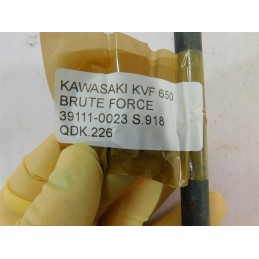 KAWASAKI KVF 650
BRUTE FORCE
39111-0023 S.918
QDK.226